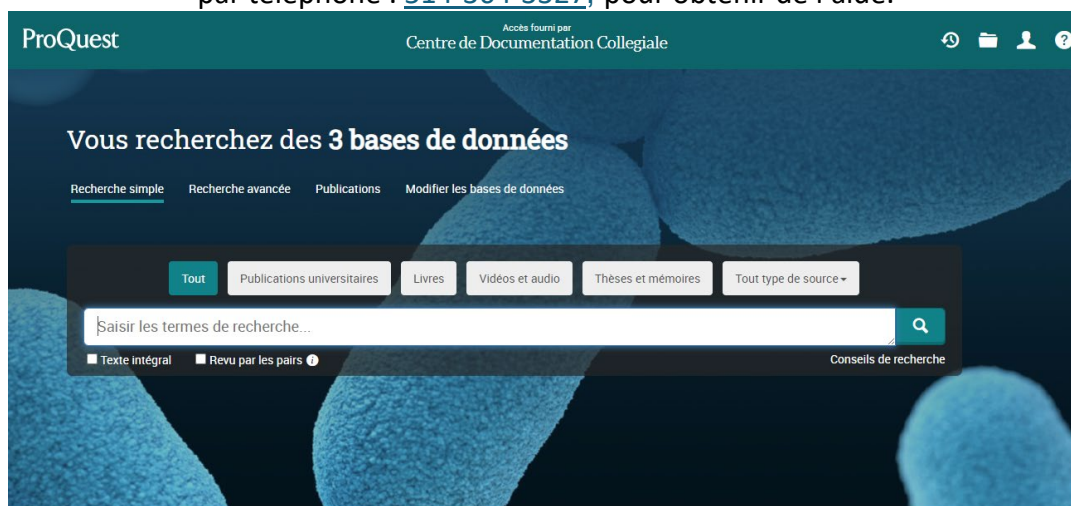 par téléphone : 514 364-3327, pour obtenir de l'aide.
ProQuest
Accès fourni par
Centre de Documentation Collegiale
Vous recherchez des 3 bases de données
Recherche simple Recherche avancée Publications Modifier les bases de données
Tout Publications universitaires Livres Vidéos et audio Thèses et mémoires Tout type de source
Saisir les termes de recherche...
Texte intégral Revu par les pairs
Conseils de recherche